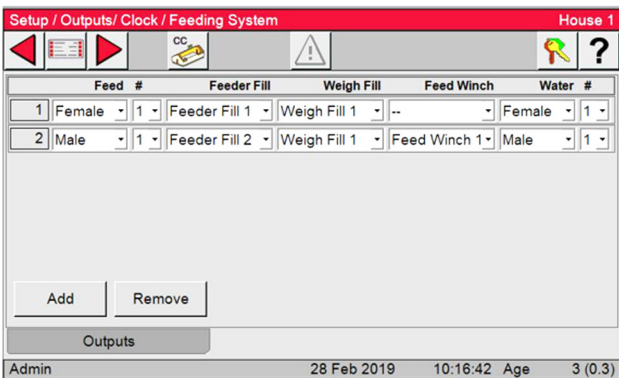 Setup / Outputs/ Clock / Feeding System House 1
CC ?
Feed # Feeder Fill Weigh Fill Feed Winch Water #
1 Female 1 Feeder Fill 1 Weigh Fill 1 -- Female 1
2 Male 1 Feeder Fill 2 Weigh Fill 1 Feed Winch 1 Male 1
Add Remove
Outputs
Admin 28 Feb 2019 10:16:42 Age 3 (0.3)